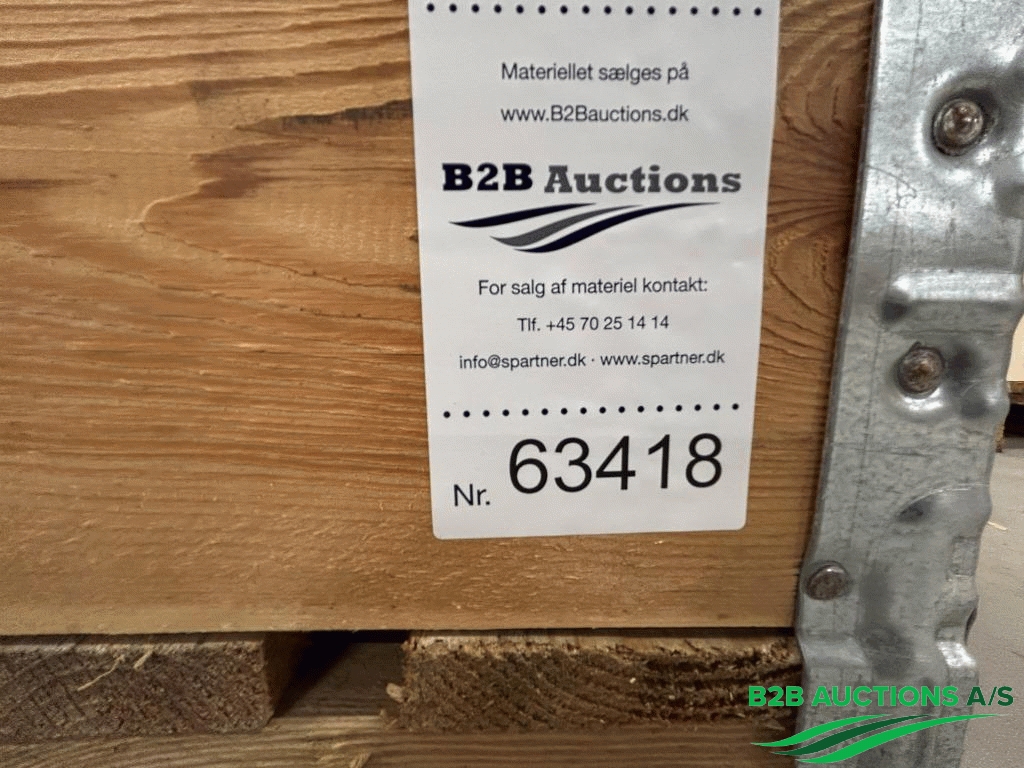 Materiellet sælges på
www.B2Bauctions.dk
B2B Auctions
For salg af materiel kontakt:
Tlf. +45 70 25 14 14
info@spartner.dk · www.spartner.dk
Nr. 63418
B2B AUCTIONS A/S